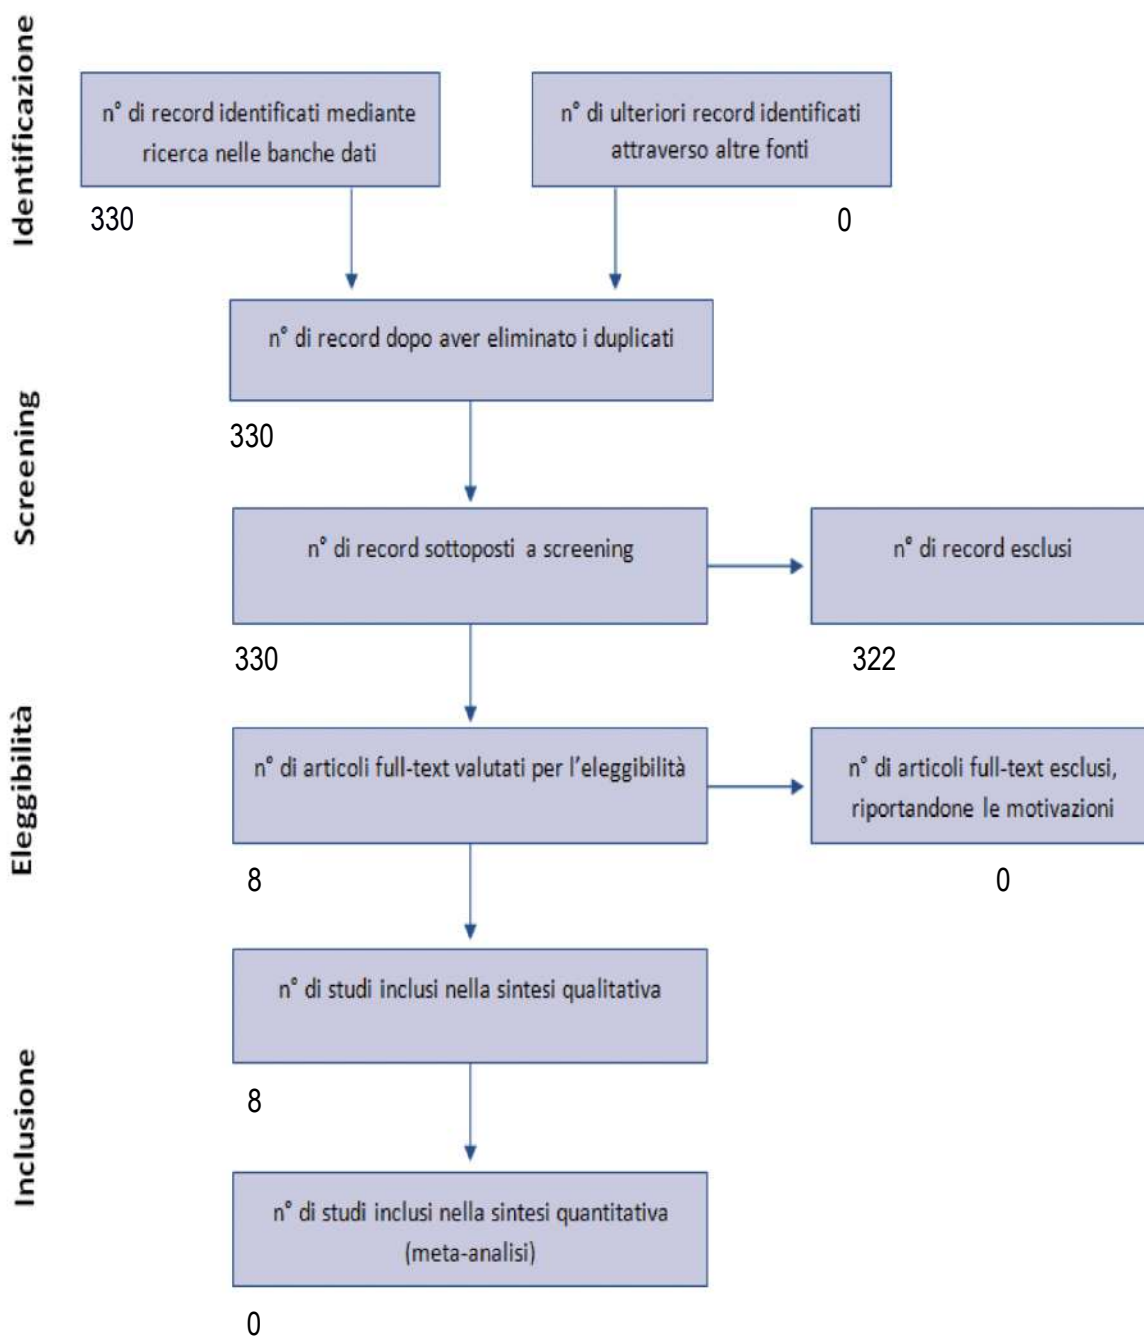 Identificazione
n° di record identificati mediante
ricerca nelle banche dati
n° di ulteriori record identificati
attraverso altre fonti
330
0
n° di record dopo aver eliminato i duplicati
330
Screening
n° di record sottoposti a screening
n° di record esclusi
330
322
Eleggibilità
n° di articoli full-text valutati per l'eleggibilità
n° di articoli full-text esclusi,
riportandone le motivazioni
8
0
n° di studi inclusi nella sintesi qualitativa
8
Inclusione
n° di studi inclusi nella sintesi quantitativa
(meta-analisi)
0